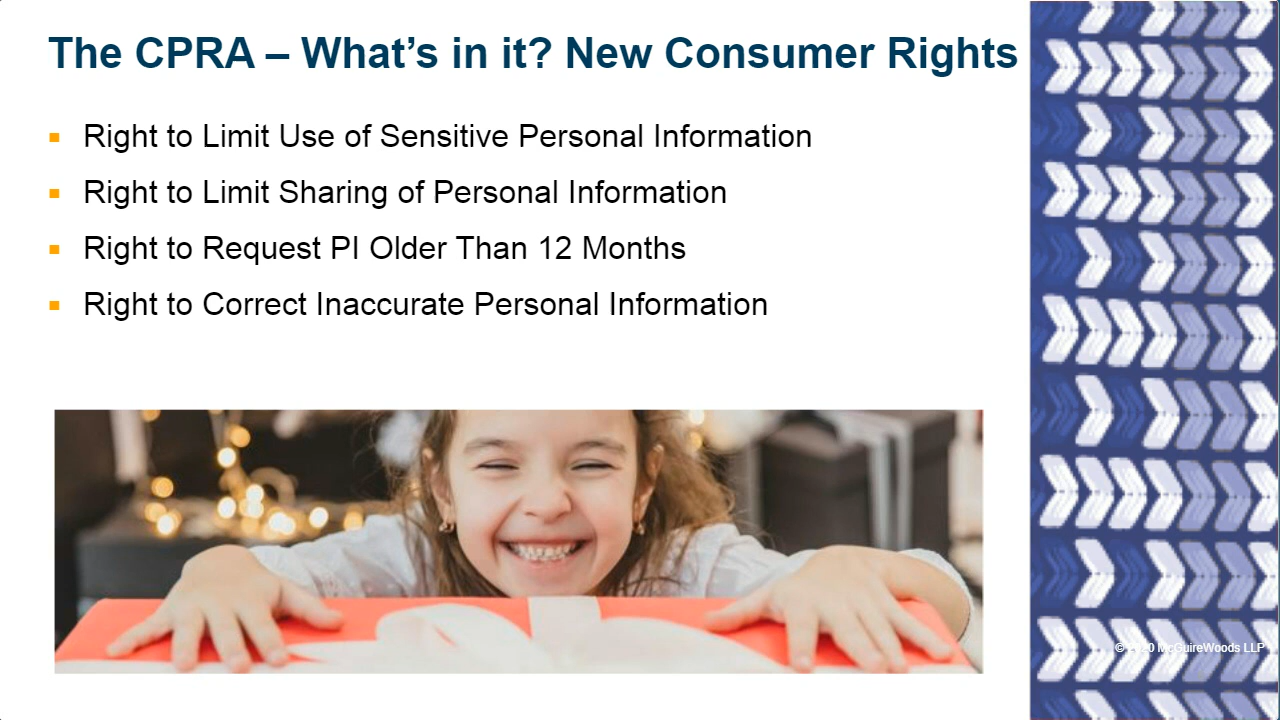 The CPRA – What’s in it? New Consumer Rights
Right to Limit Use of Sensitive Personal Information
Right to Limit Sharing of Personal Information
Right to Request PI Older Than 12 Months
Right to Correct Inaccurate Personal Information
© 2020 McGuireWoods LLP